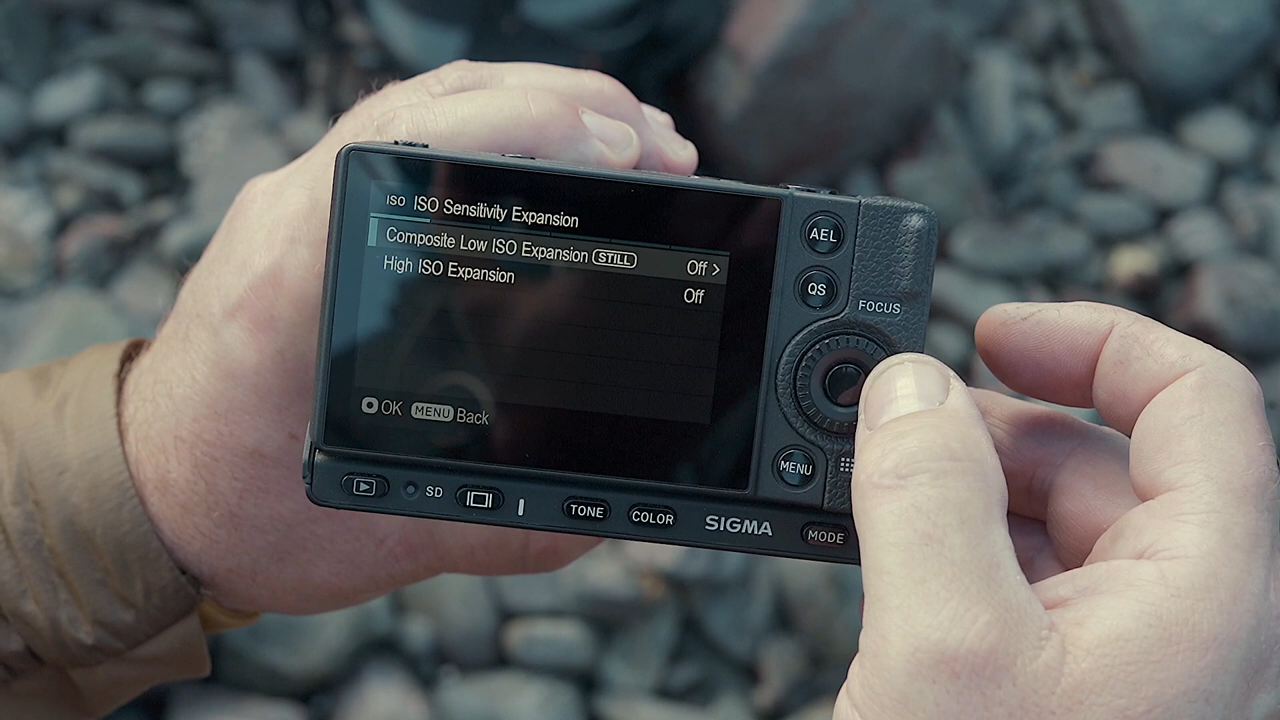 ISO ISO Sensitivity Expansion
Composite Low ISO Expansion STILL Off >
High ISO Expansion Off
OK MENU Back
AEL
QS
FOCUS
MENU
SD
TONE
COLOR
SIGMA
MODE